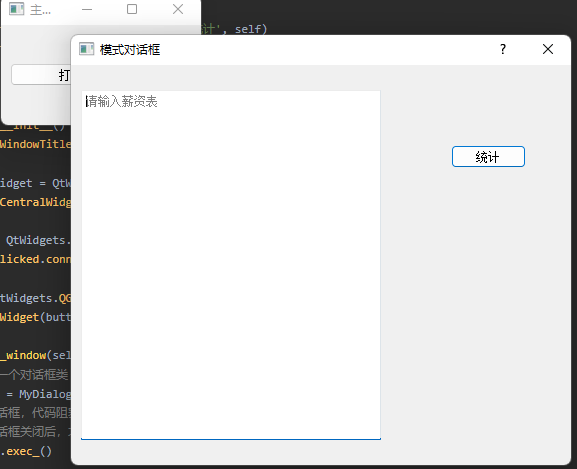 主...
计', self)
模式对话框
?
打
请输入薪资表
统计
__init__()
WindowTitle
idget = QtW
CentralWidg
QtWidgets.
licked.conn
tWidgets.QG
Widget(butt
_window(sel
一个对话框类
= MyDialog
话框, 代码阻塞
话框关闭后,
.exec_()